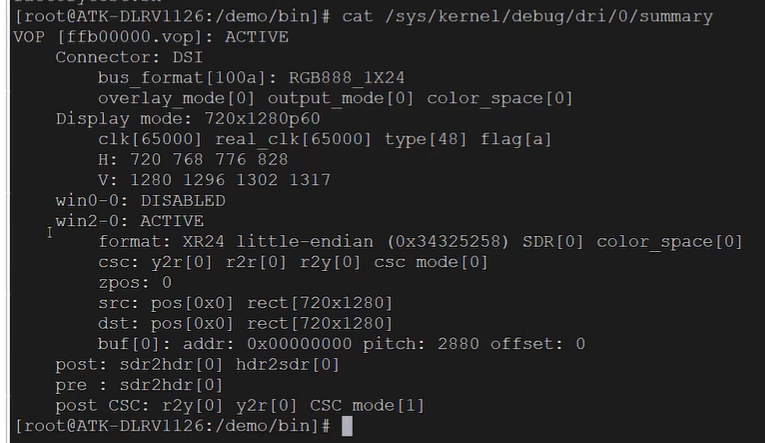 [root@ATK-DLRV1126:/demo/bin]# cat /sys/kernel/debug/dri/0/summary
VOP [ffb00000.vop]: ACTIVE
    Connector: DSI
        bus_format[100a]: RGB888_1X24
        overlay_mode[0] output_mode[0] color_space[0]
    Display mode: 720x1280p60
        clk[65000] real_clk[65000] type[48] flag[a]
        H: 720 768 776 828
        V: 1280 1296 1302 1317
    win0-0: DISABLED
    win2-0: ACTIVE
        format: XR24 little-endian (0x34325258) SDR[0] color_space[0]
        csc: y2r[0] r2r[0] r2y[0] csc mode[0]
        zpos: 0
        src: pos[0x0] rect[720x1280]
        dst: pos[0x0] rect[720x1280]
        buf[0]: addr: 0x00000000 pitch: 2880 offset: 0
    post: sdr2hdr[0] hdr2sdr[0]
    pre : sdr2hdr[0]
    post CSC: r2y[0] y2r[0] CSC mode[1]
[root@ATK-DLRV1126:/demo/bin]#